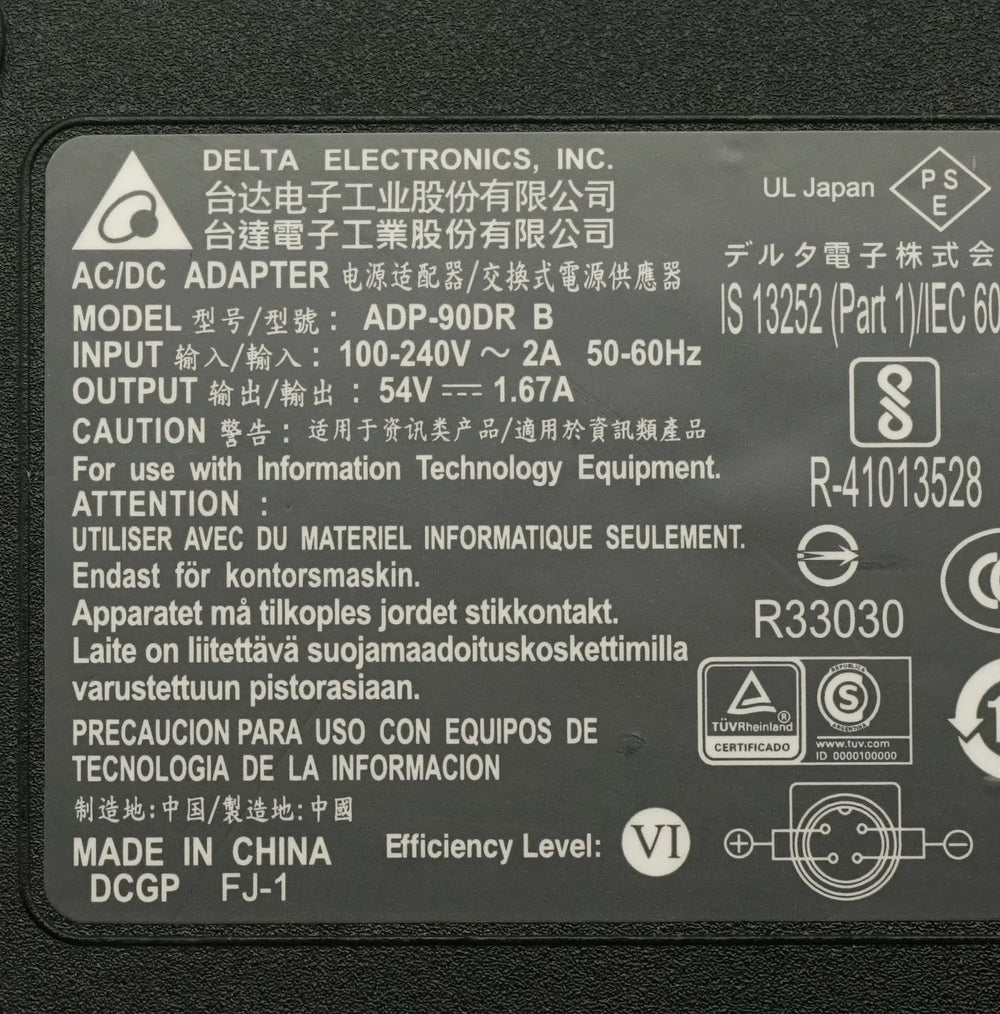 DELTA ELECTRONICS, INC.
台达电子工业股份有限公司
台達電子工業股份有限公司
AC/DC ADAPTER 电源适配器/交換式電源供應器
MODEL 型号/型號: ADP-90DR B
INPUT 输入/輸入: 100-240V ~ 2A 50-60Hz
OUTPUT 输出/輸出 : 54V ⎓ 1.67A
CAUTION 警告: 适用于资讯类产品/適用於資訊類產品
For use with Information Technology Equipment.
ATTENTION :
UTILISER AVEC DU MATERIEL INFORMATIQUE SEULEMENT.
Endast för kontorsmaskin.
Apparatet må tilkoples jordet stikkontakt.
Laite on liitettävä suojamaadoituskoskettimilla
varustettuun pistorasiaan.
PRECAUCION PARA USO CON EQUIPOS DE
TECNOLOGIA DE LA INFORMACION
制造地:中国/製造地:中國
MADE IN CHINA
DCGP FJ-1
Efficiency Level: VI
UL Japan
P S
E
デルタ電子株式会
IS 13252 (Part 1)/IEC 60
R-41013528
R33030
TÜVRheinland®
CERTIFICADO
REPUBLICA
S
ARGENTINA
www.tuv.com
ID 0000100000
+ −